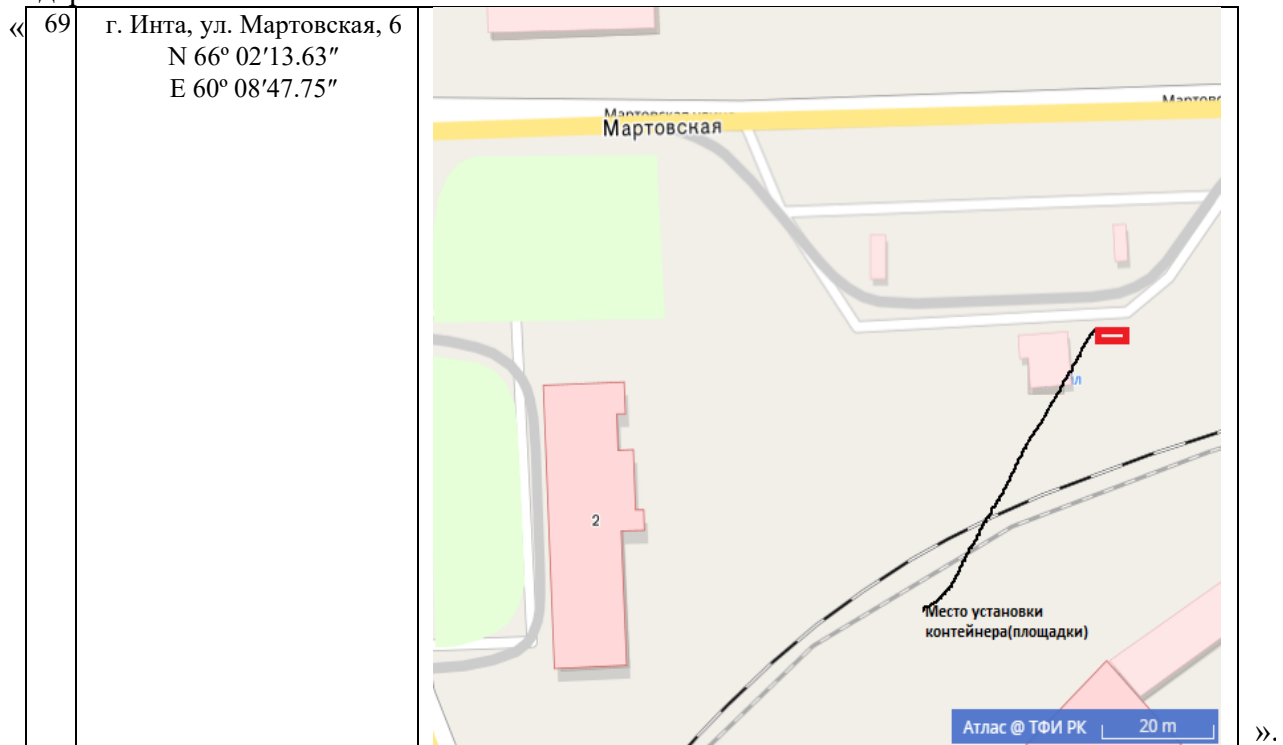 « 69 г. Инта, ул. Мартовская, 6
N 66º 02′13.63″
E 60º 08′47.75″
Мартовская
2
Место установки
контейнера(площадки)
Атлас @ ТФИ РК 20 m
».